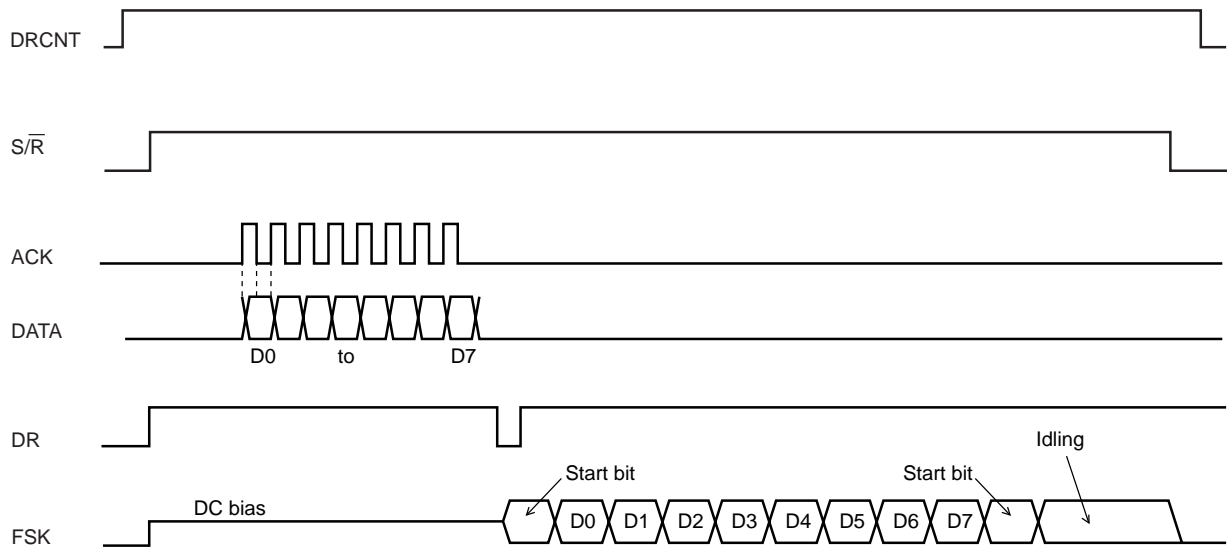 DRCNT
S/R̅
ACK
DATA
D0 to D7
DR
Idling
Start bit Start bit
DC bias
FSK
D0 D1 D2 D3 D4 D5 D6 D7